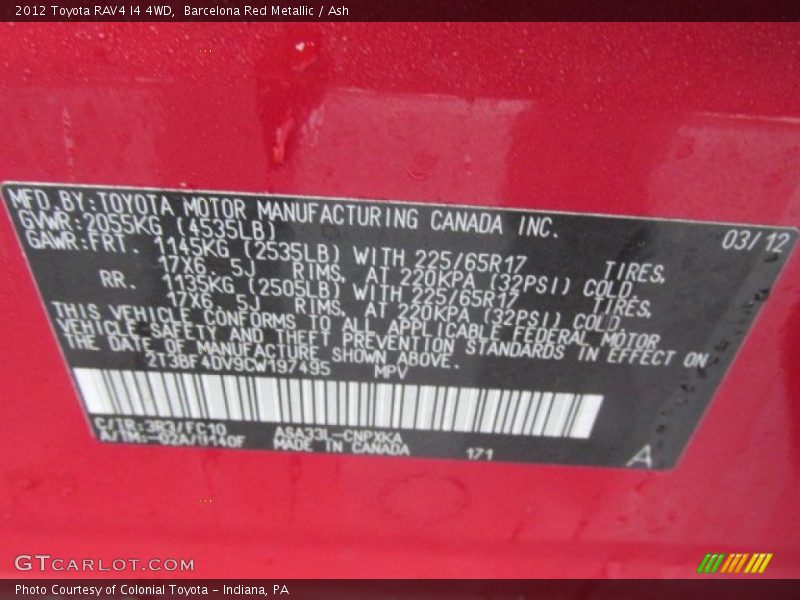 2012 Toyota RAV4 I4 4WD, Barcelona Red Metallic / Ash
MFD.BY:TOYOTA MOTOR MANUFACTURING CANADA INC.
GVWR:2055KG (4535LB) 03/12
GAWR:FRT. 1145KG (2535LB) WITH 225/65R17 TIRES,
17X6.5J RIMS, AT 220KPA (32PSI) COLD,
RR. 1135KG (2505LB) WITH 225/65R17 TIRES,
17X6.5J RIMS, AT 220KPA (32PSI) COLD.
THIS VEHICLE CONFORMS TO ALL APPLICABLE FEDERAL MOTOR
VEHICLE SAFETY AND THEFT PREVENTION STANDARDS IN EFFECT ON
THE DATE OF MANUFACTURE SHOWN ABOVE.
2T3BF4DV9CW197495 MPV
C/TR:3R3/FC10 ASA33L-CNPXKA
A/TM:-02A/U140F MADE IN CANADA 171 A
GTCARLOT.COM
Photo Courtesy of Colonial Toyota - Indiana, PA